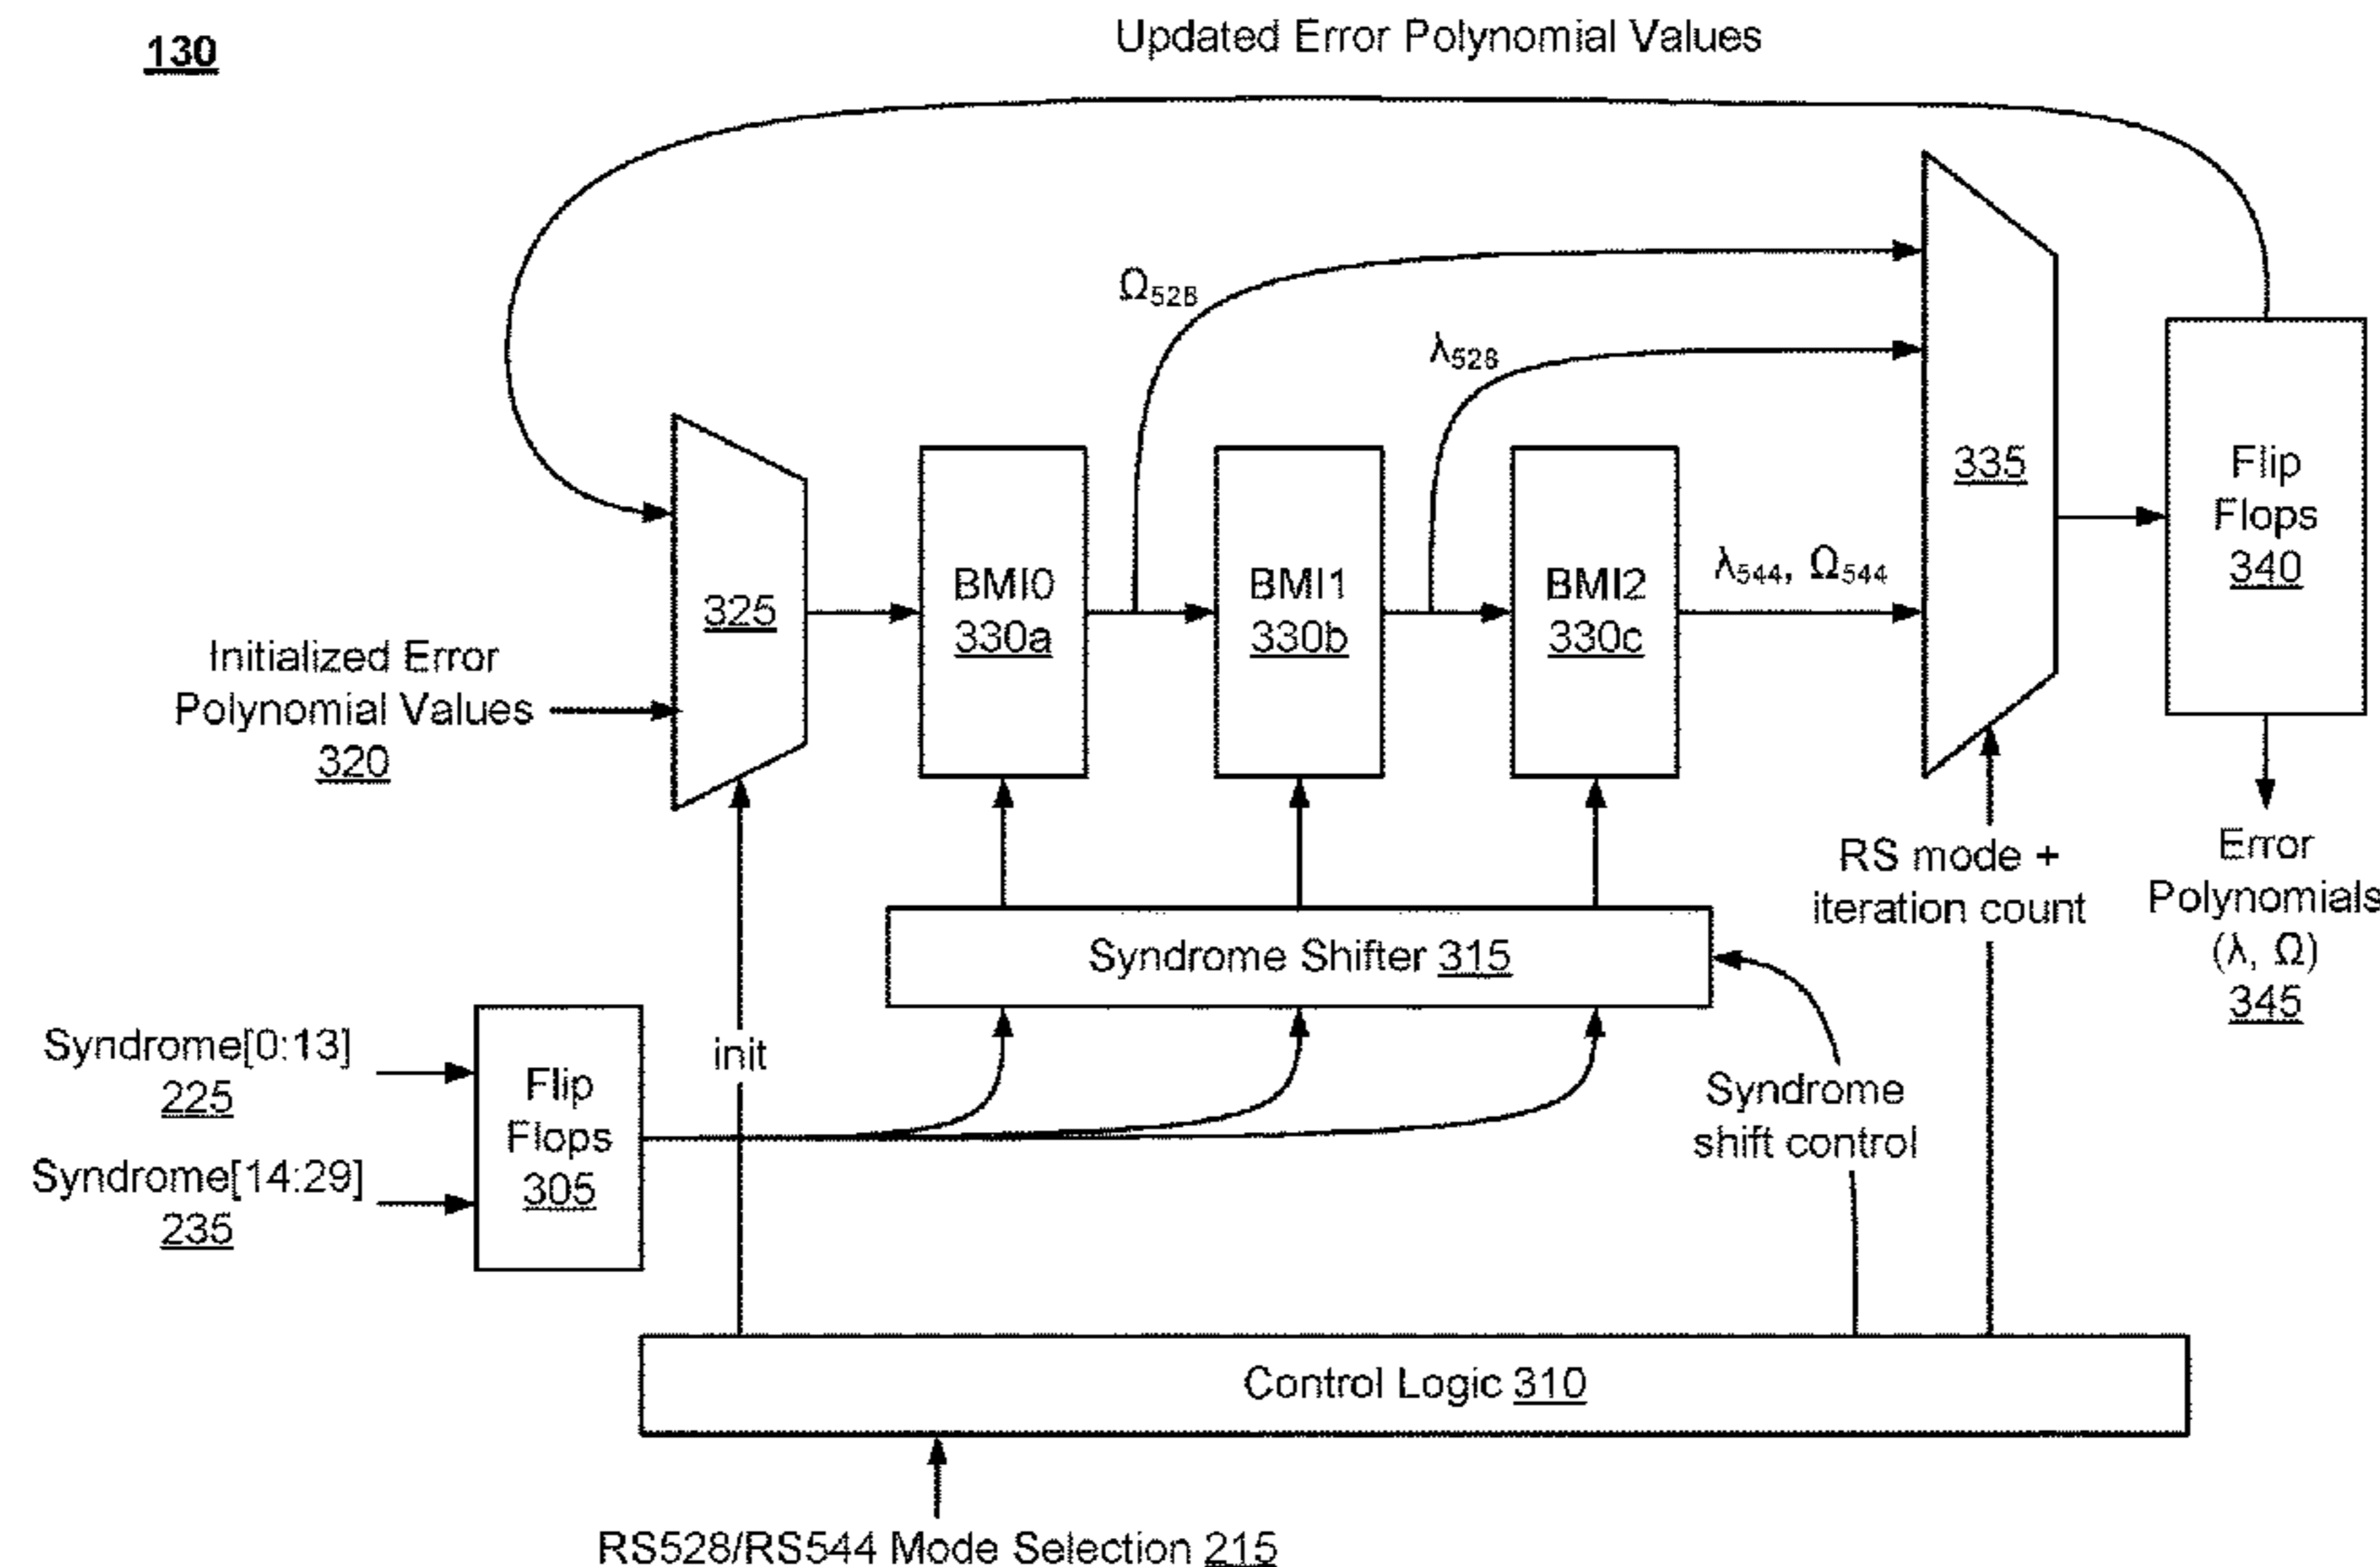 130
Updated Error Polynomial Values
Ω528
λ528
325
BMI0
330a
BMI1
330b
BMI2
330c
λ544, Ω544
335
Flip
Flops
340
Initialized Error
Polynomial Values
320
RS mode +
iteration count
Error
Polynomials
(λ, Ω)
345
Syndrome Shifter 315
Syndrome[0:13]
225
Syndrome[14:29]
235
Flip
Flops
305
init
Syndrome
shift control
Control Logic 310
RS528/RS544 Mode Selection 215